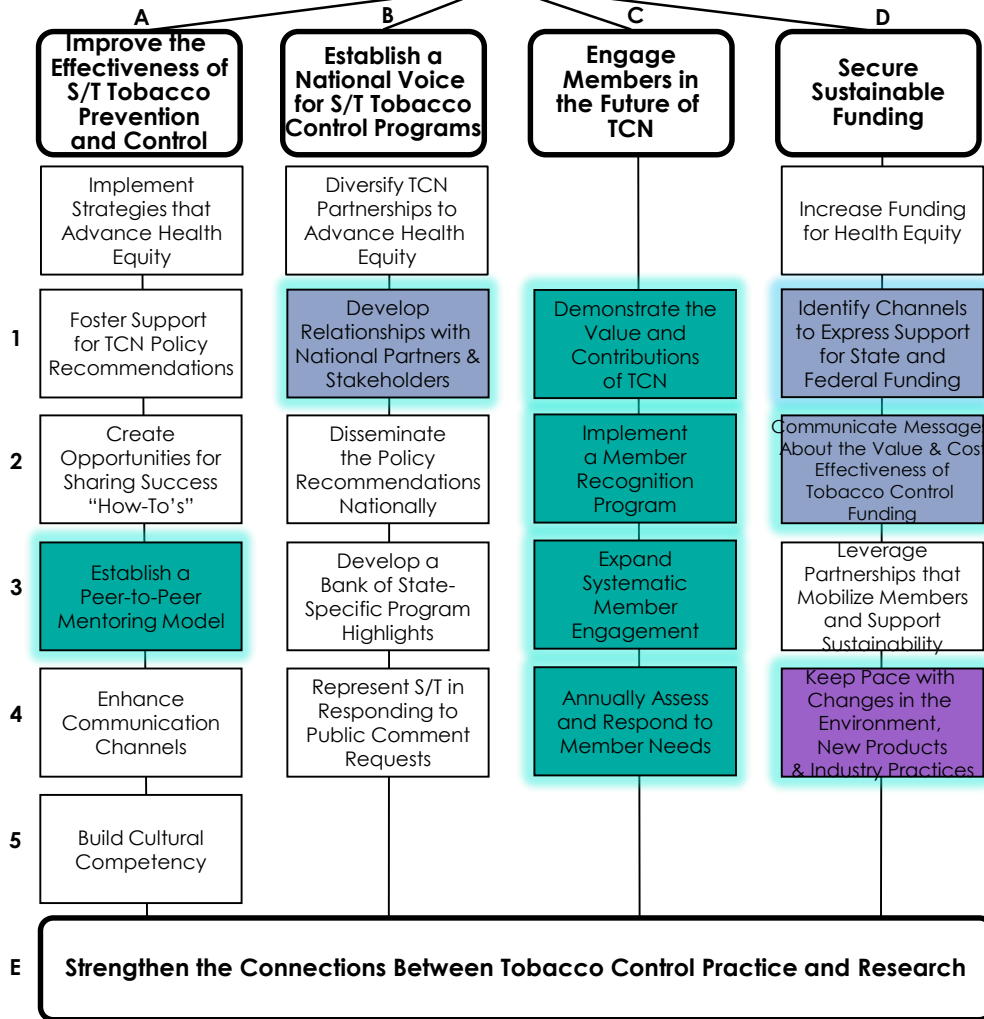 A
Improve the
Effectiveness of
S/T Tobacco
Prevention
and Control
B
Establish a
National Voice
for S/T Tobacco
Control Programs
C
Engage
Members in
the Future of
TCN
D
Secure
Sustainable
Funding
Implement
Strategies that
Advance Health
Equity
Diversify TCN
Partnerships to
Advance Health
Equity
Increase Funding
for Health Equity
1
Foster Support
for TCN Policy
Recommendations
Develop
Relationships with
National Partners &
Stakeholders
Demonstrate the
Value and
Contributions
of TCN
Identify Channels
to Express Support
for State and
Federal Funding
2
Create
Opportunities for
Sharing Success
“How-To’s”
Disseminate
the Policy
Recommendations
Nationally
Implement
a Member
Recognition
Program
Communicate Messages
About the Value & Cost
Effectiveness of
Tobacco Control
Funding
3
Establish a
Peer-to-Peer
Mentoring Model
Develop a
Bank of State-
Specific Program
Highlights
Expand
Systematic
Member
Engagement
Leverage
Partnerships that
Mobilize Members
and Support
Sustainability
4
Enhance
Communication
Channels
Represent S/T in
Responding to
Public Comment
Requests
Annually Assess
and Respond to
Member Needs
Keep Pace with
Changes in the
Environment,
New Products
& Industry Practices
5
Build Cultural
Competency
E
Strengthen the Connections Between Tobacco Control Practice and Research